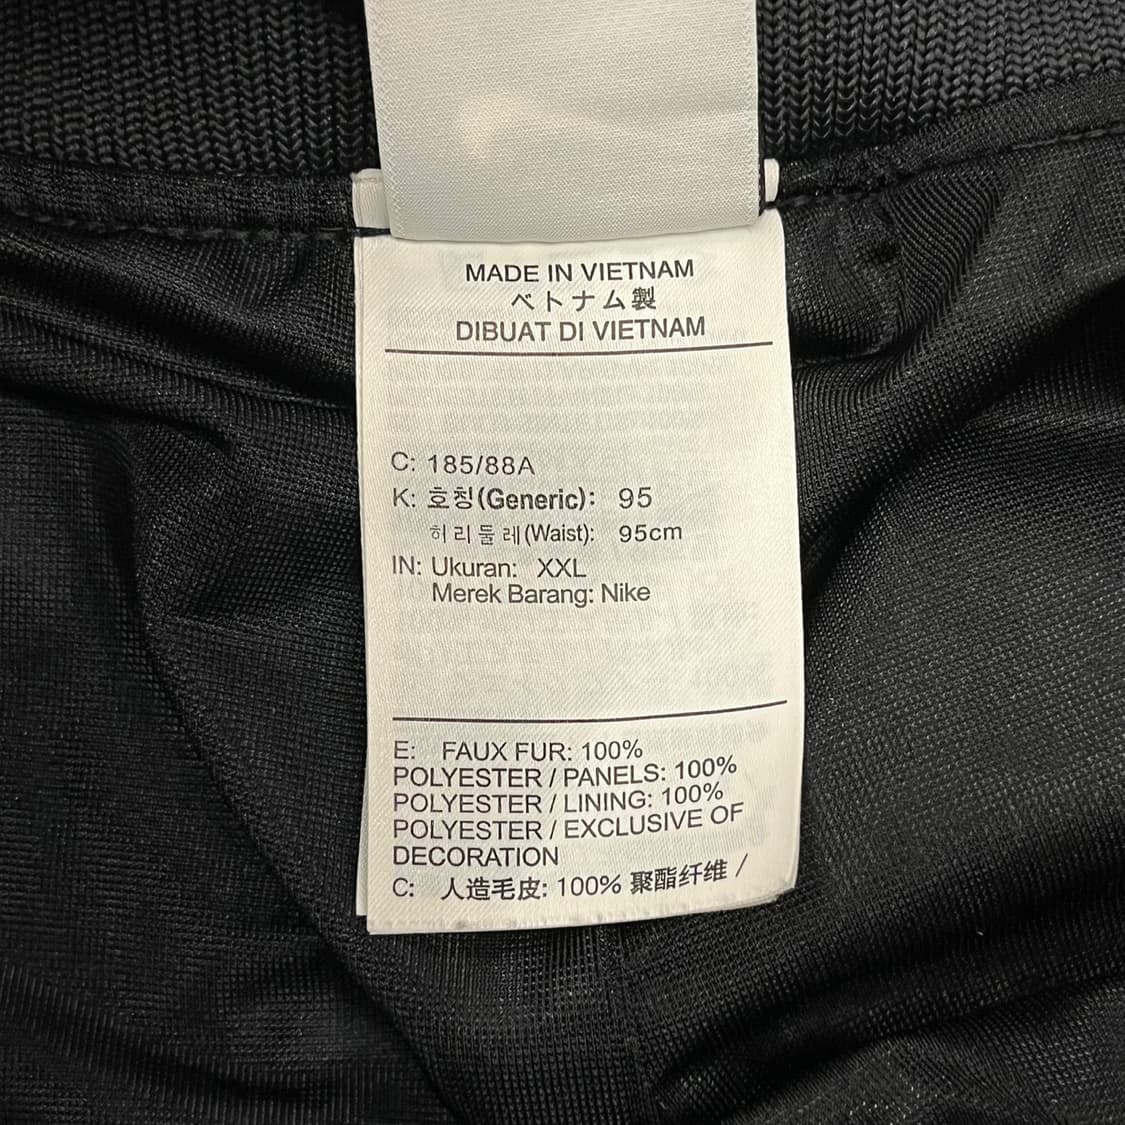 MADE IN VIETNAM
ベトナム製
DIBUAT DI VIETNAM
C: 185/88A
K: 호칭(Generic): 95
허리둘레(Waist): 95cm
IN: Ukuran: XXL
Merek Barang: Nike
E: FAUX FUR: 100%
POLYESTER / PANELS: 100%
POLYESTER / LINING: 100%
POLYESTER / EXCLUSIVE OF
DECORATION
C: 人造毛皮: 100% 聚酯纤维 /